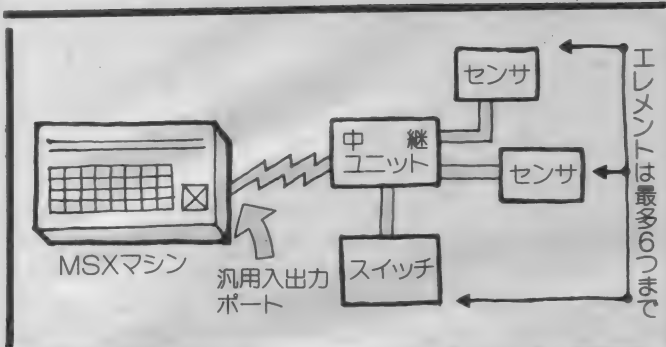 センサ
中継
ユニット
センサ
スイッチ
MSXマシン
汎用入出力
ポート
エレメントは最多6つまで